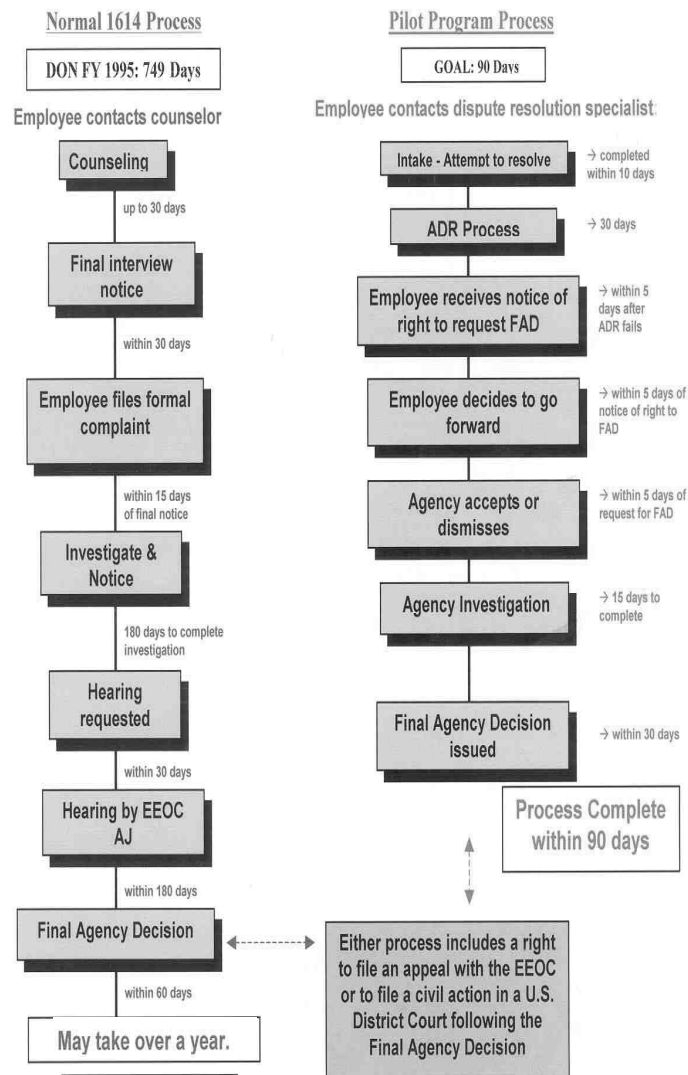 Normal 1614 Process
DON FY 1995: 749 Days
Employee contacts counselor
Counseling
up to 30 days
Final interview
notice
within 30 days
Employee files formal
complaint
within 15 days
of final notice
Investigate &
Notice
180 days to complete
investigation
Hearing
requested
within 30 days
Hearing by EEOC
AJ
within 180 days
Final Agency Decision
within 60 days
May take over a year.
Pilot Program Process
GOAL: 90 Days
Employee contacts dispute resolution specialist:
Intake - Attempt to resolve
→ completed
within 10 days
ADR Process
→ 30 days
Employee receives notice of
right to request FAD
→ within 5
days after
ADR fails
Employee decides to go
forward
→ within 5 days of
notice of right to
FAD
Agency accepts or
dismisses
→ within 5 days of
request for FAD
Agency Investigation
→ 15 days to
complete
Final Agency Decision
issued
→ within 30 days
Process Complete
within 90 days
Either process includes a right
to file an appeal with the EEOC
or to file a civil action in a U.S.
District Court following the
Final Agency Decision